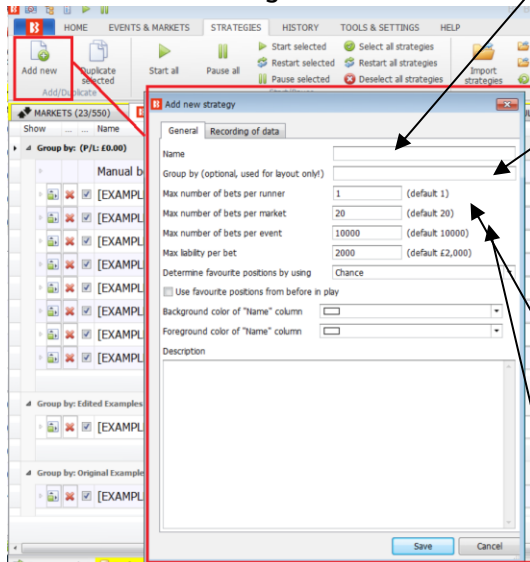 HOME EVENTS & MARKETS STRATEGIES HISTORY TOOLS & SETTINGS HELP
Add new
Duplicate selected
Start all
Pause all
Start selected
Restart selected
Pause selected
Select all strategies
Restart all strategies
Deselect all strategies
Import strategies
Add/Duplicate
MARKETS (23/550)
Show ... ... Name
Group by: (P/L: £0.00)
Manual b
[EXAMPL
[EXAMPL
[EXAMPL
[EXAMPL
[EXAMPL
[EXAMPL
[EXAMPL
[EXAMPL
Group by: Edited Examples
[EXAMPL
Group by: Original Example
[EXAMPL
[EXAMPL
Add new strategy
General Recording of data
Name
Group by (optional, used for layout only!)
Max number of bets per runner 1 (default 1)
Max number of bets per market 20 (default 20)
Max number of bets per event 10000 (default 10000)
Max liability per bet 2000 (default £2,000)
Determine favourite positions by using Chance
Use favourite positions from before in play
Background color of "Name" column
Foreground color of "Name" column
Description
Save Cancel